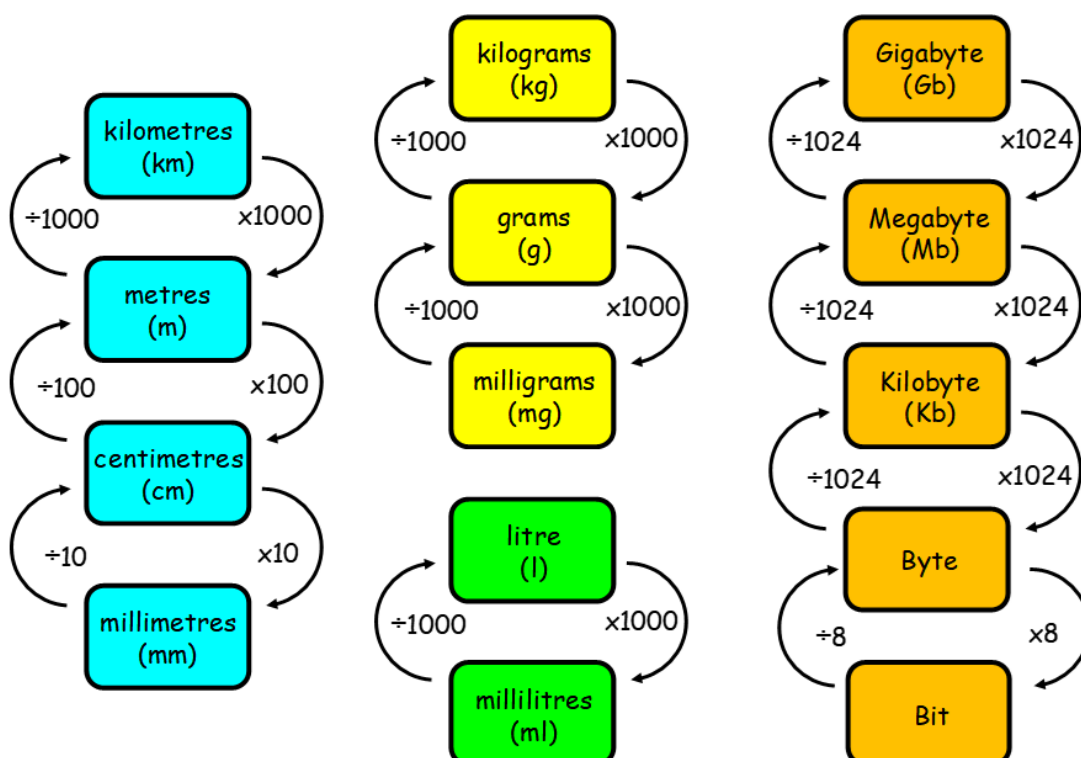 kilometres
(km)
÷1000
x1000
metres
(m)
÷100
x100
centimetres
(cm)
÷10
x10
millimetres
(mm)
kilograms
(kg)
÷1000
x1000
grams
(g)
÷1000
x1000
milligrams
(mg)
litre
(l)
÷1000
x1000
millilitres
(ml)
Gigabyte
(Gb)
÷1024
x1024
Megabyte
(Mb)
÷1024
x1024
Kilobyte
(Kb)
÷1024
x1024
Byte
÷8
x8
Bit